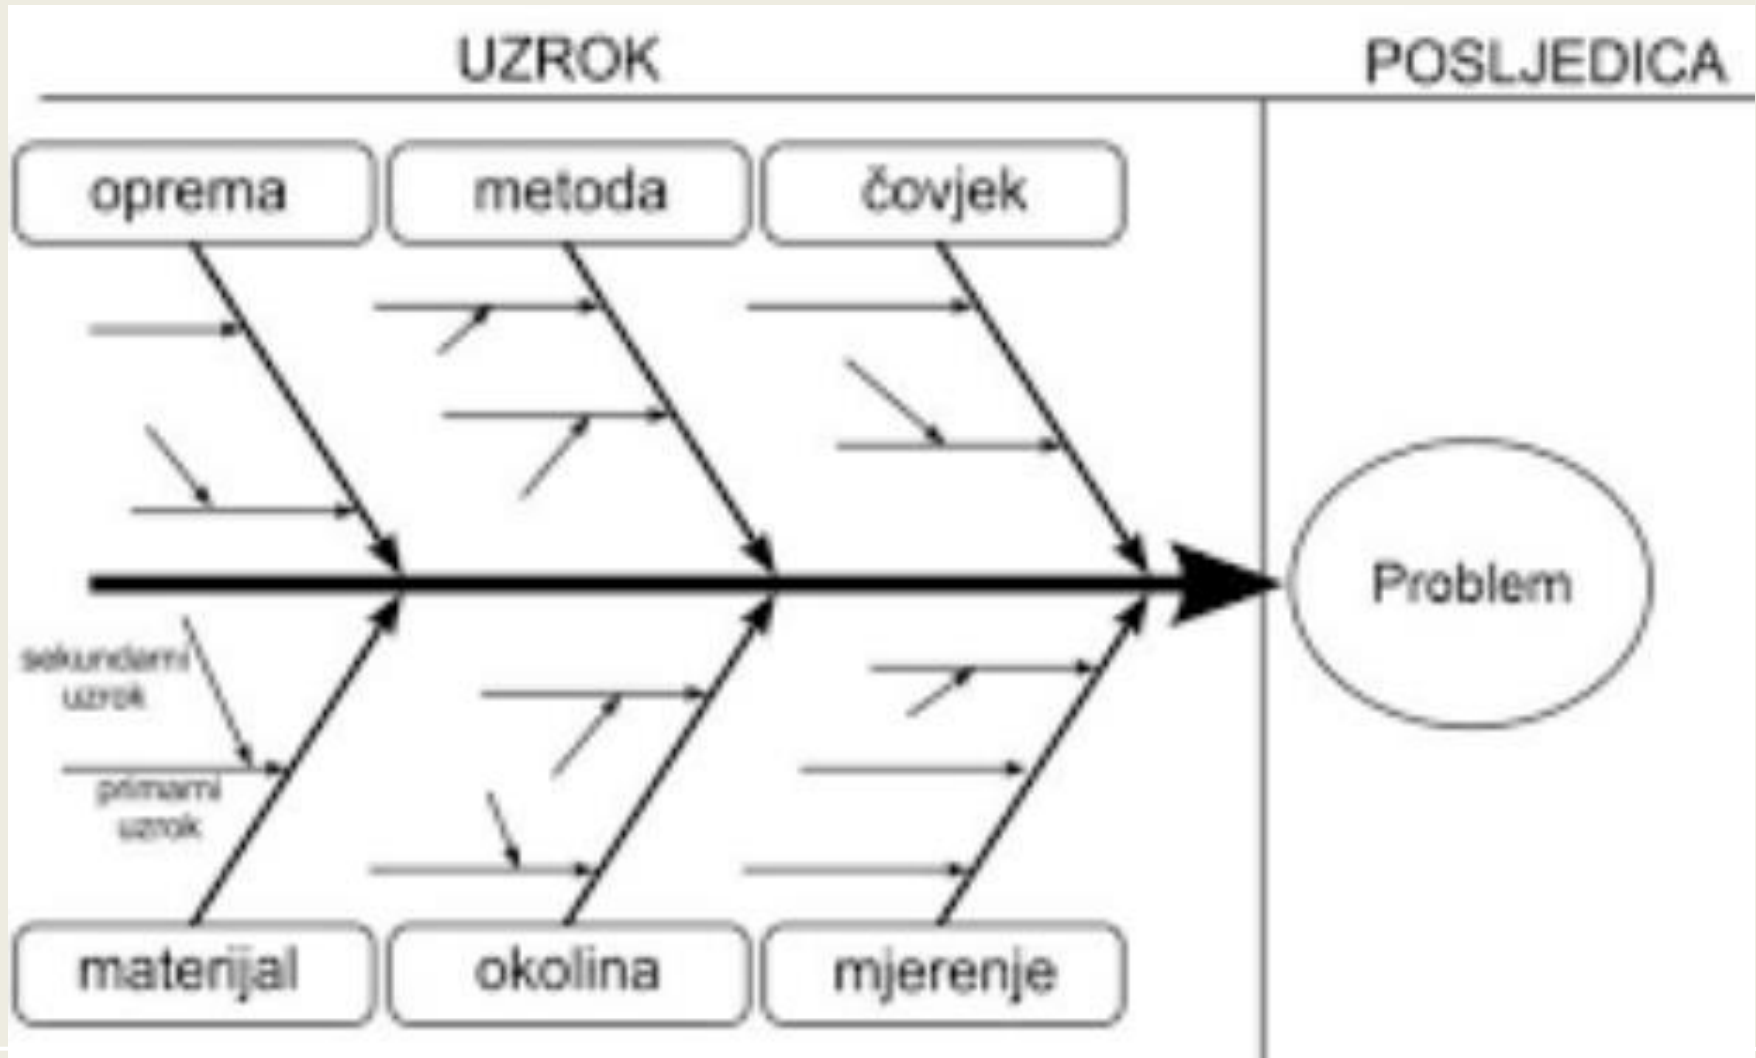 UZROK
POSLJEDICA
oprema
metoda
čovjek
Problem
sekundarni
uzrok
primarni
uzrok
materijal
okolina
mjerenje